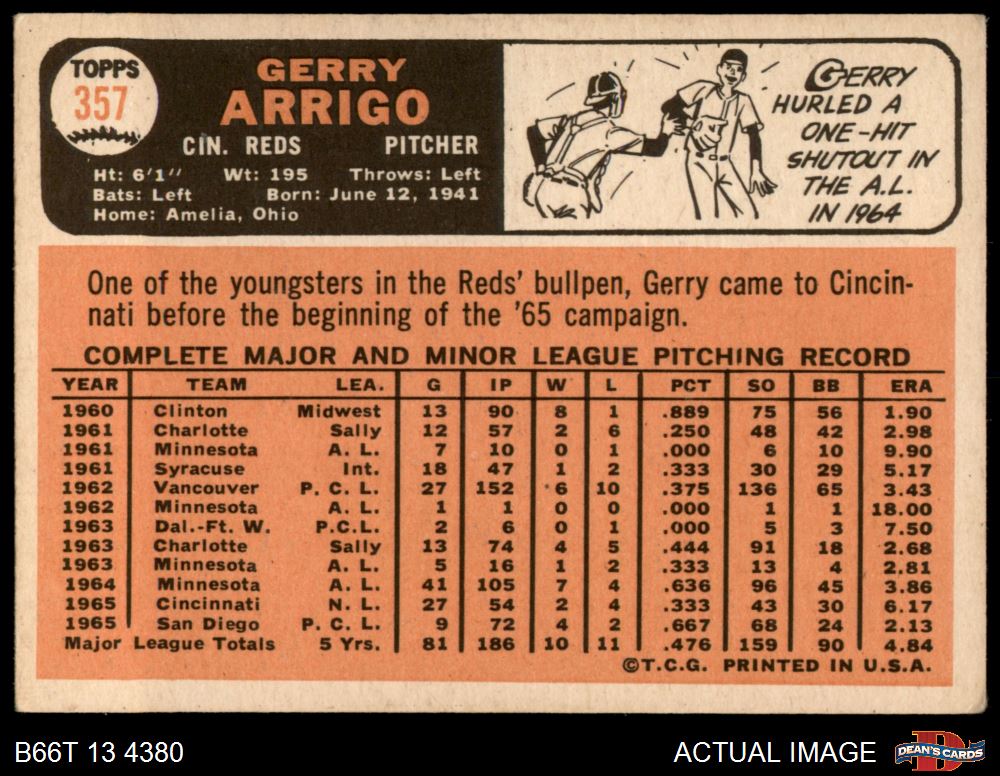 TOPPS
357
GERRY
ARRIGO
CIN. REDS PITCHER
Ht: 6'1" Wt: 195 Throws: Left
Bats: Left Born: June 12, 1941
Home: Amelia, Ohio
GERRY
HURLED A
ONE-HIT
SHUTOUT IN
THE A.L.
IN 1964
One of the youngsters in the Reds' bullpen, Gerry came to Cincin-
nati before the beginning of the '65 campaign.
COMPLETE MAJOR AND MINOR LEAGUE PITCHING RECORD
YEAR TEAM LEA. G IP W L PCT SO BB ERA
1960 Clinton Midwest 13 90 8 1 .889 75 56 1.90
1961 Charlotte Sally 12 57 2 6 .250 48 42 2.98
1961 Minnesota A. L. 7 10 0 1 .000 6 10 9.90
1961 Syracuse Int. 18 47 1 2 .333 30 29 5.17
1962 Vancouver P. C. L. 27 152 6 10 .375 136 65 3.43
1962 Minnesota A. L. 1 1 0 0 .000 1 1 18.00
1963 Dal.-Ft. W. P.C.L. 2 6 0 1 .000 5 3 7.50
1963 Charlotte Sally 13 74 4 5 .444 91 18 2.68
1963 Minnesota A. L. 5 16 1 2 .333 13 4 2.81
1964 Minnesota A. L. 41 105 7 4 .636 96 45 3.86
1965 Cincinnati N. L. 27 54 2 4 .333 43 30 6.17
1965 San Diego P. C. L. 9 72 4 2 .667 68 24 2.13
Major League Totals 5 Yrs. 81 186 10 11 .476 159 90 4.84
©T.C.G. PRINTED IN U.S.A.
B66T 13 4380
ACTUAL IMAGE
D
DEAN'S CARDS